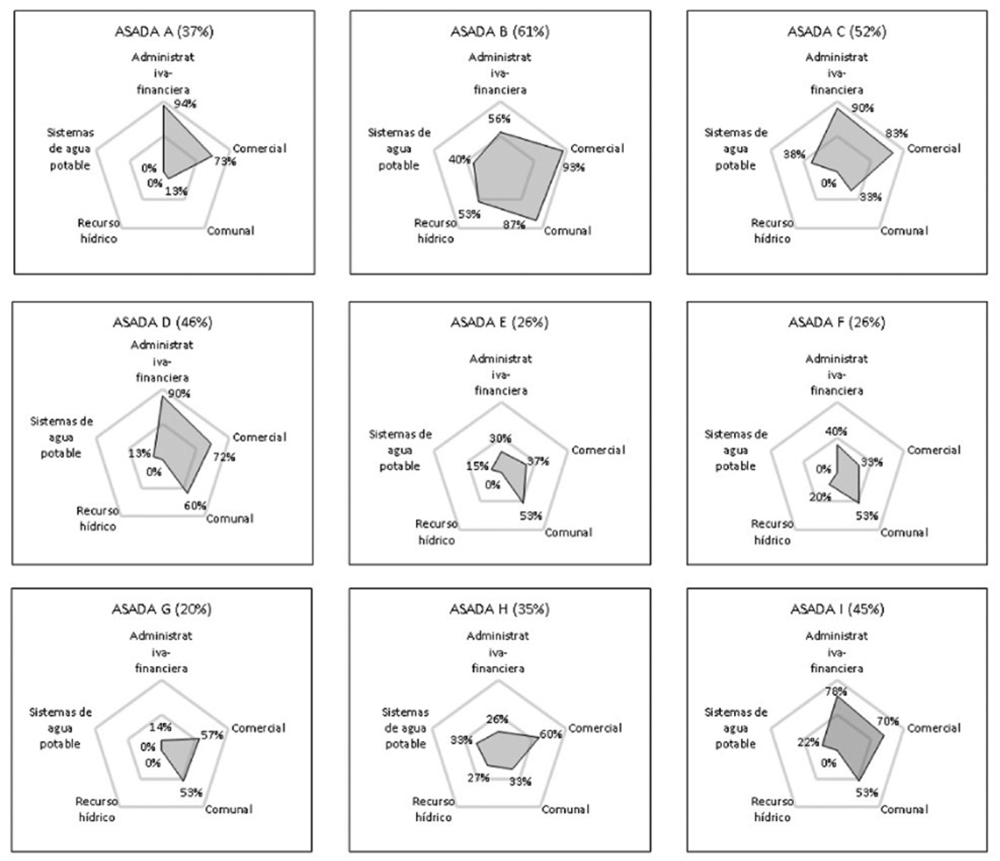 ASADA A (37%)
Administrat
iva-
financiera
94%
Sistemas
de agua
potable
Comercial
73%
0%
0%
13%
Recurso
hídrico
Comunal
ASADA B (61%)
Administrat
iva-
financiera
56%
Sistemas de
agua
potable
Comercial
40%
93%
53%
87%
Recurso
hídrico
Comunal
ASADA C (52%)
Administrat
iva-
financiera
90%
83%
Sistemas de
agua
potable
Comercial
38%
0%
33%
Recurso
hídrico
Comunal
ASADA D (46%)
Administrat
iva-
financiera
90%
Sistemas de
agua
potable
Comercial
13%
72%
0%
60%
Recurso
hídrico
Comunal
ASADA E (26%)
Administrat
iva-
financiera
30%
Sistemas de
agua
potable
Comercial
37%
15%
0%
53%
Recurso
hídrico
Comunal
ASADA F (26%)
Administrat
iva-
financiera
40%
Sistemas de
agua
potable
Comercial
33%
0%
20%
53%
Recurso
hídrico
Comunal
ASADA G (20%)
Administrat
iva-
financiera
14%
Sistemas de
agua
potable
Comercial
57%
0%
0%
53%
Recurso
hídrico
Comunal
ASADA H (35%)
Administrat
iva-
financiera
26%
Sistemas
de agua
potable
Comercial
60%
33%
27%
33%
Recurso
hídrico
Comunal
ASADA I (45%)
Administrat
iva-
financiera
78%
70%
Sistemas de
agua
potable
Comercial
22%
0%
53%
Recurso
hídrico
Comunal